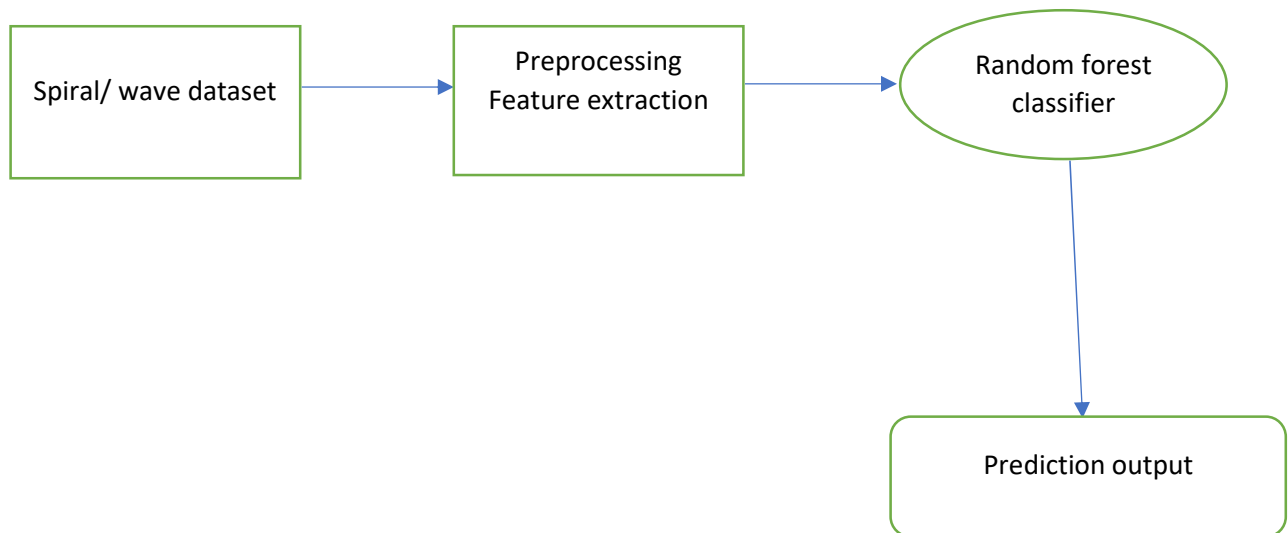 Spiral/ wave dataset
Preprocessing
Feature extraction
Random forest
classifier
Prediction output